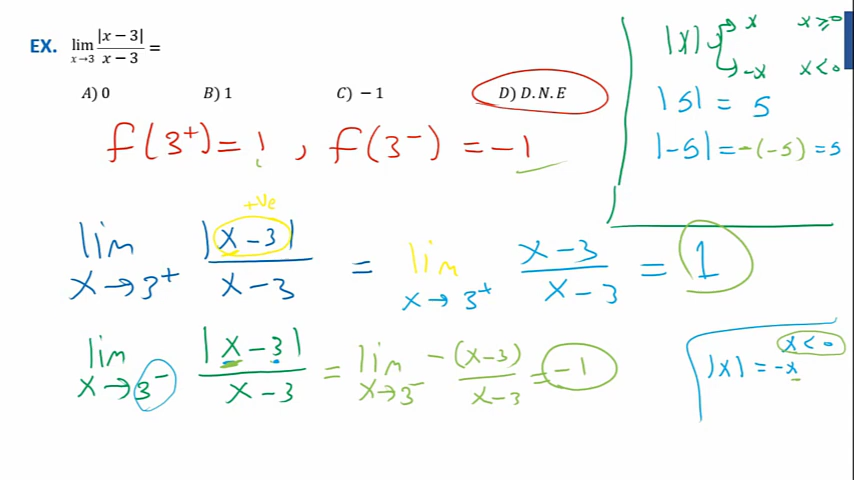 EX. lim x→3 |x − 3| / x − 3 =
A) 0 B) 1 C) − 1 D) D.N.E
f(3⁺) = 1 , f(3⁻) = -1
|x| → x x ≥ 0
→ -x x < 0
|5| = 5
|-5| = -(-5) = 5
+ve
lim x→3⁺ |x-3| / x-3 = lim x→3⁺ x-3 / x-3 = 1
lim x→3⁻ |x-3| / x-3 = lim x→3⁻ -(x-3) / x-3 = -1
x < 0
|x| = -x